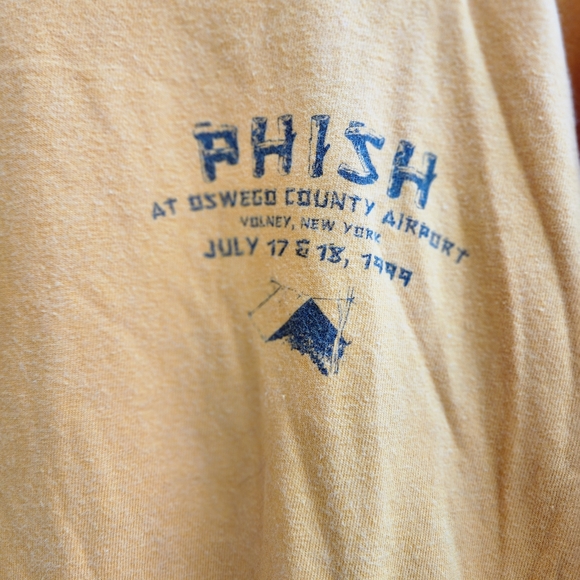 PHISH
AT OSWEGO COUNTY AIRPORT
VOLNEY, NEW YORK
JULY 17 & 18, 1999